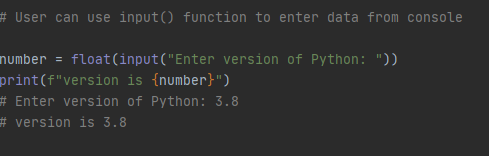 # User can use input() function to enter data from console
number = float(input("Enter version of Python: "))
print(f"version is {number}")
# Enter version of Python: 3.8
# version is 3.8